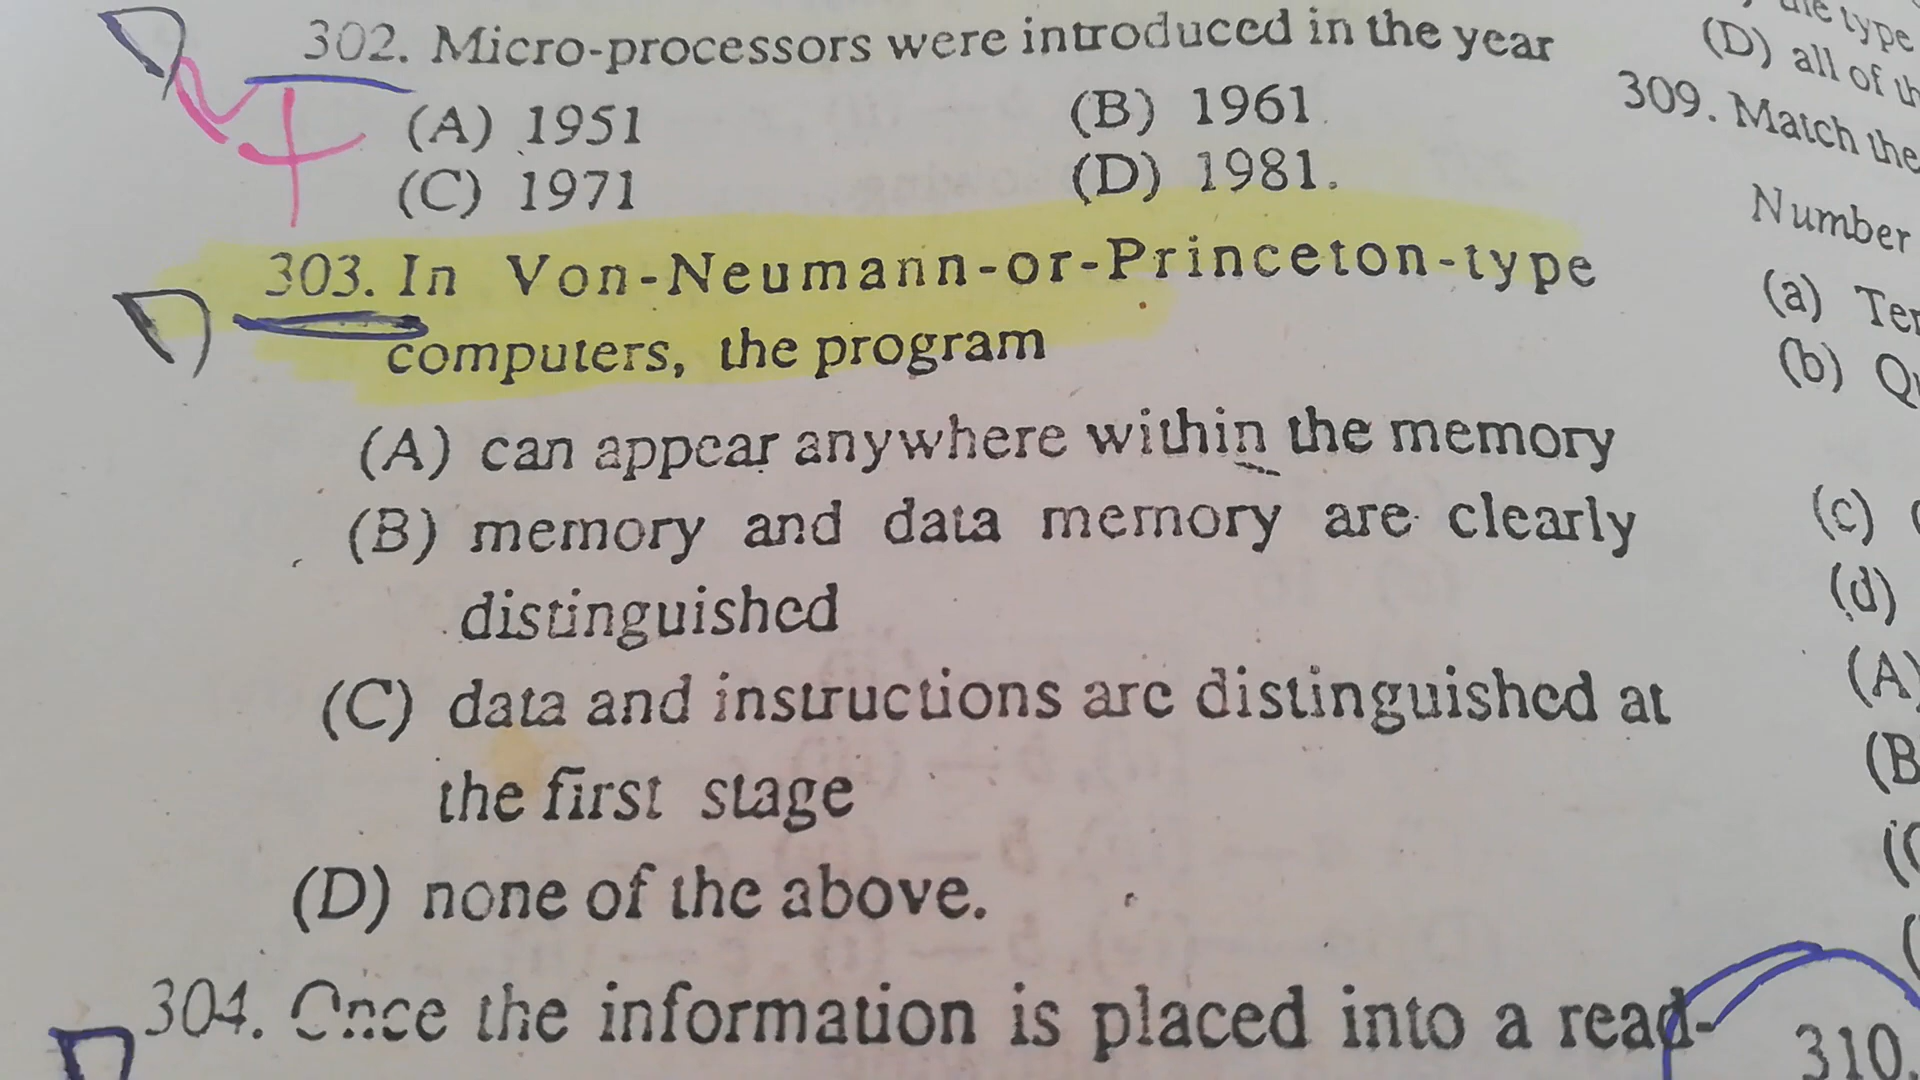 302. Micro-processors were introduced in the year
(A) 1951 (B) 1961
(C) 1971 (D) 1981.
303. In Von-Neumann-or-Princeton-type
computers, the program
(A) can appear anywhere within the memory
(B) memory and data memory are clearly
distinguished
(C) data and instructions are distinguished at
the first stage
(D) none of the above.
304. Once the information is placed into a read-
type
(D) all of
309. Match the
Number
(a)
(b)
(c)
(d)
(A)
(B
310.